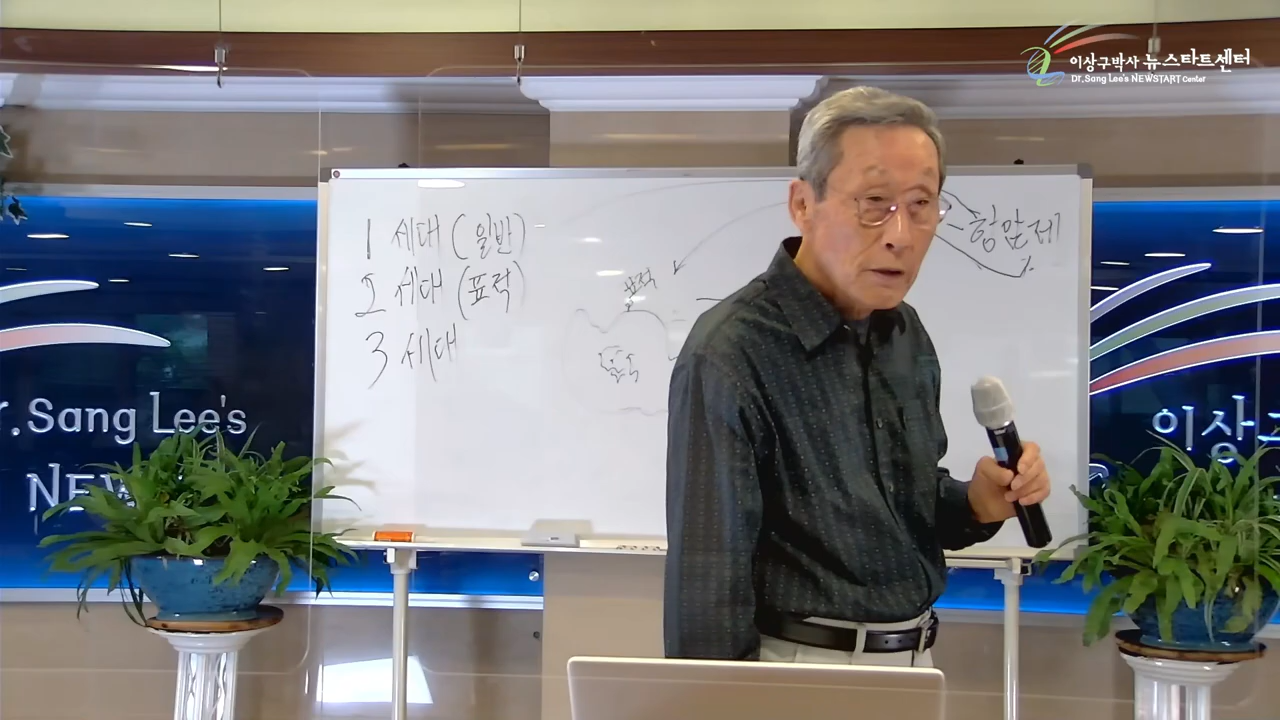 이상구박사 뉴스타트센터
Dr.Sang Lee's NEWSTART Center
1 세대 (일반)
2 세대 (표적)
3 세대
표적
항암제
r.Sang Lee's
NEW
이상구